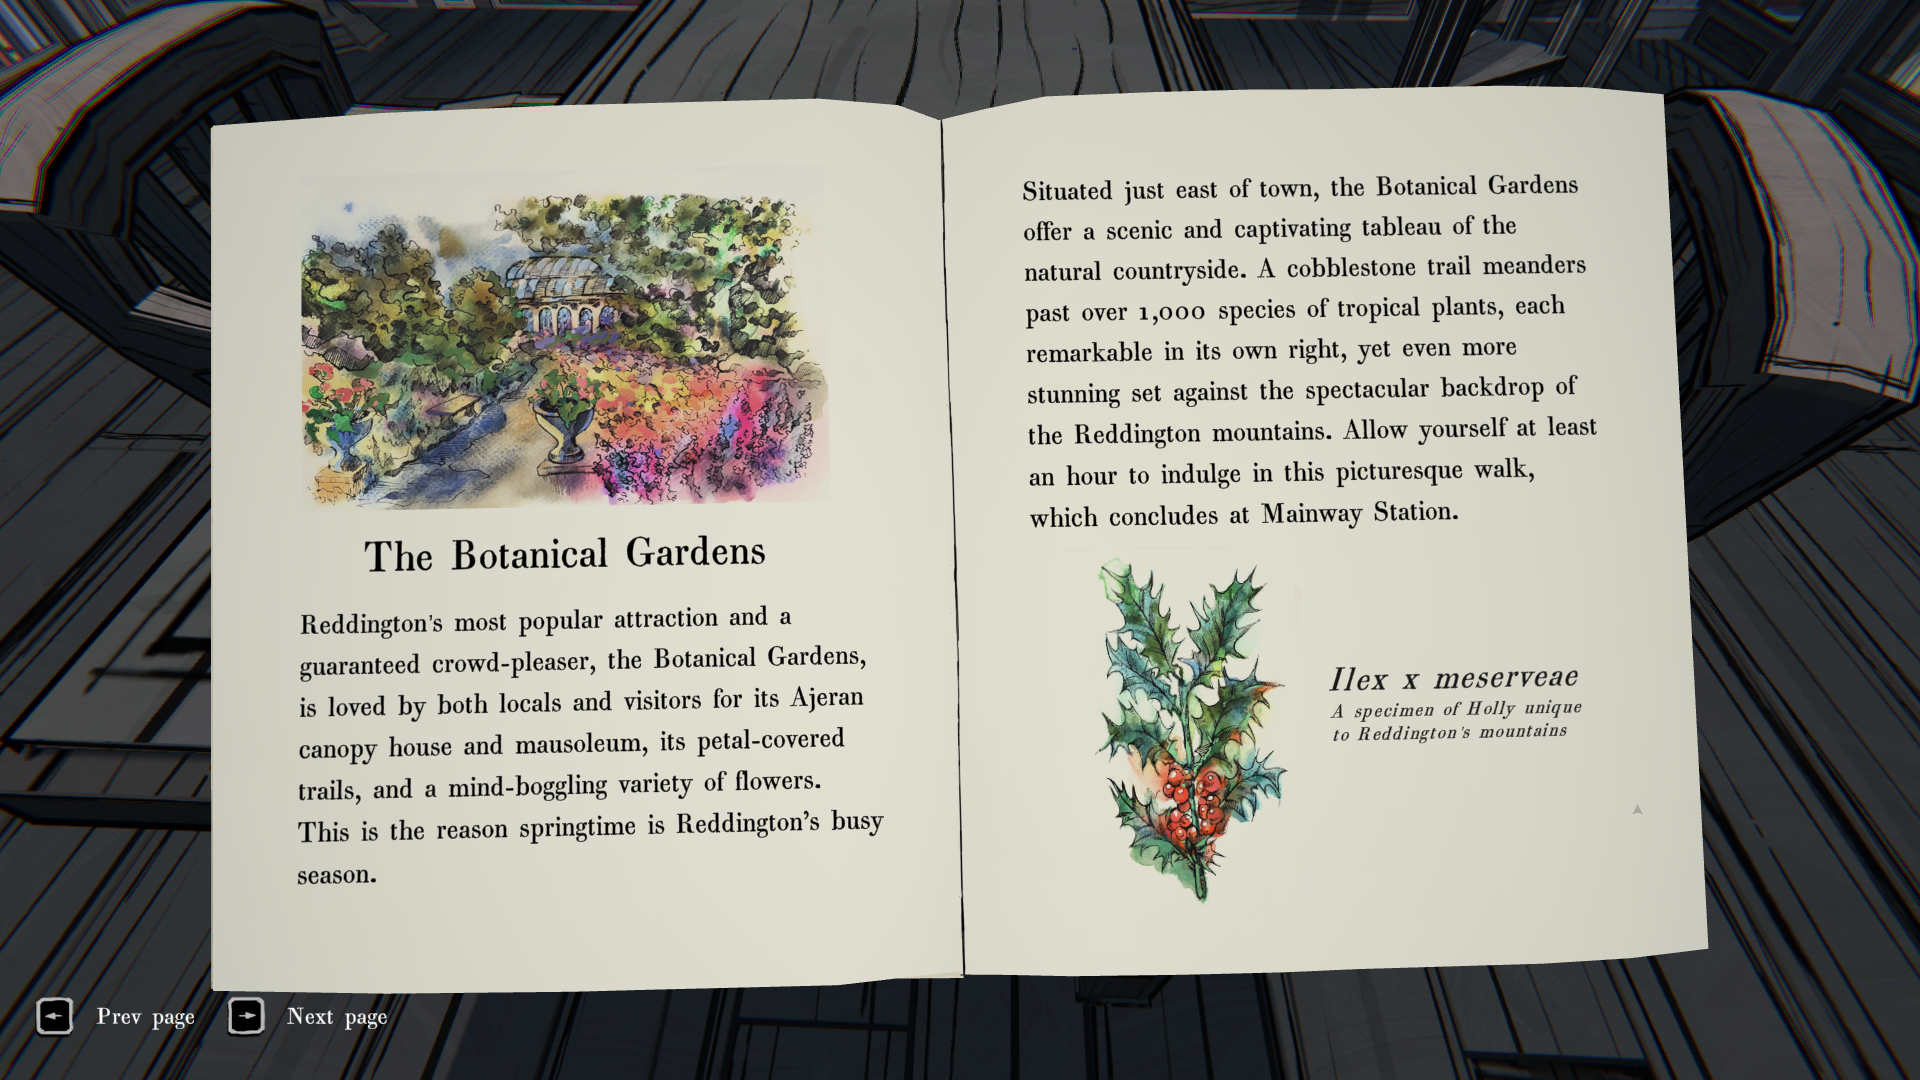 The Botanical Gardens
Reddington's most popular attraction and a
guaranteed crowd-pleaser, the Botanical Gardens,
is loved by both locals and visitors for its Ajeran
canopy house and mausoleum, its petal-covered
trails, and a mind-boggling variety of flowers.
This is the reason springtime is Reddington's busy
season.
Situated just east of town, the Botanical Gardens
offer a scenic and captivating tableau of the
natural countryside. A cobblestone trail meanders
past over 1,000 species of tropical plants, each
remarkable in its own right, yet even more
stunning set against the spectacular backdrop of
the Reddington mountains. Allow yourself at least
an hour to indulge in this picturesque walk,
which concludes at Mainway Station.
Ilex x meserveae
A specimen of Holly unique
to Reddington's mountains
Prev page
Next page